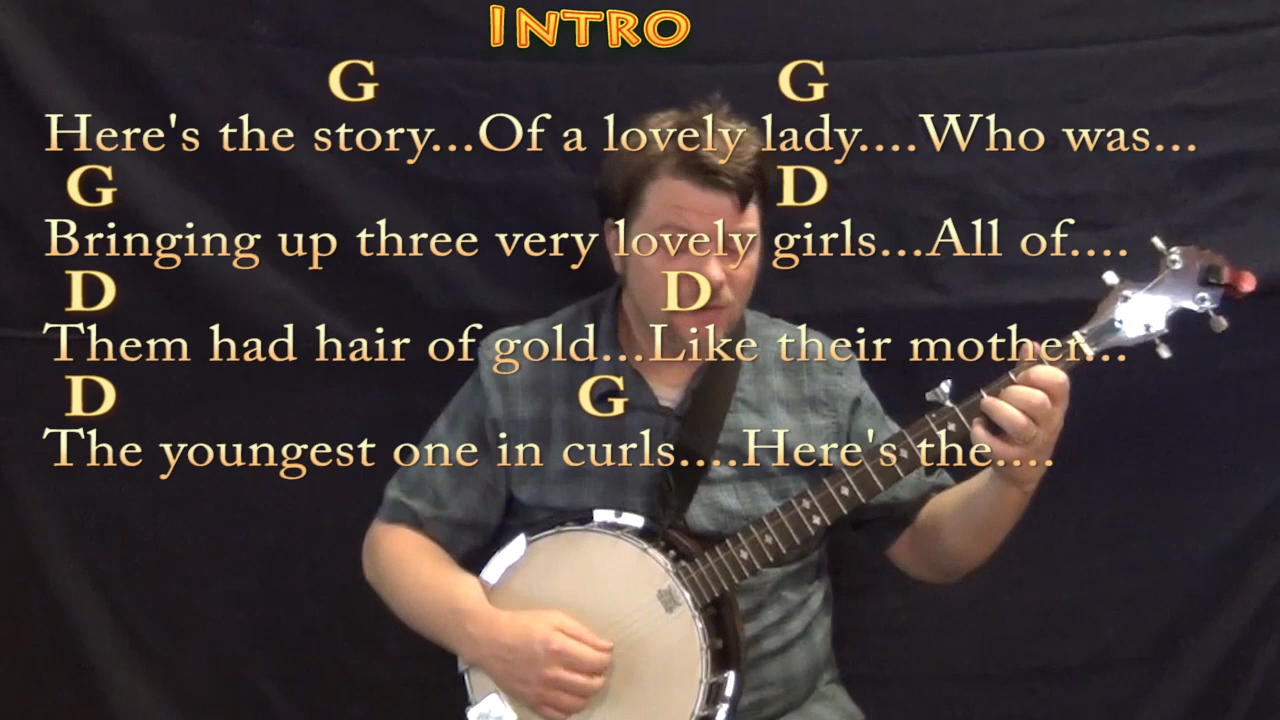 INTRO
G G
Here's the story...Of a lovely lady....Who was...
G D
Bringing up three very lovely girls...All of....
D D
Them had hair of gold...Like their mother...
D G
The youngest one in curls....Here's the....